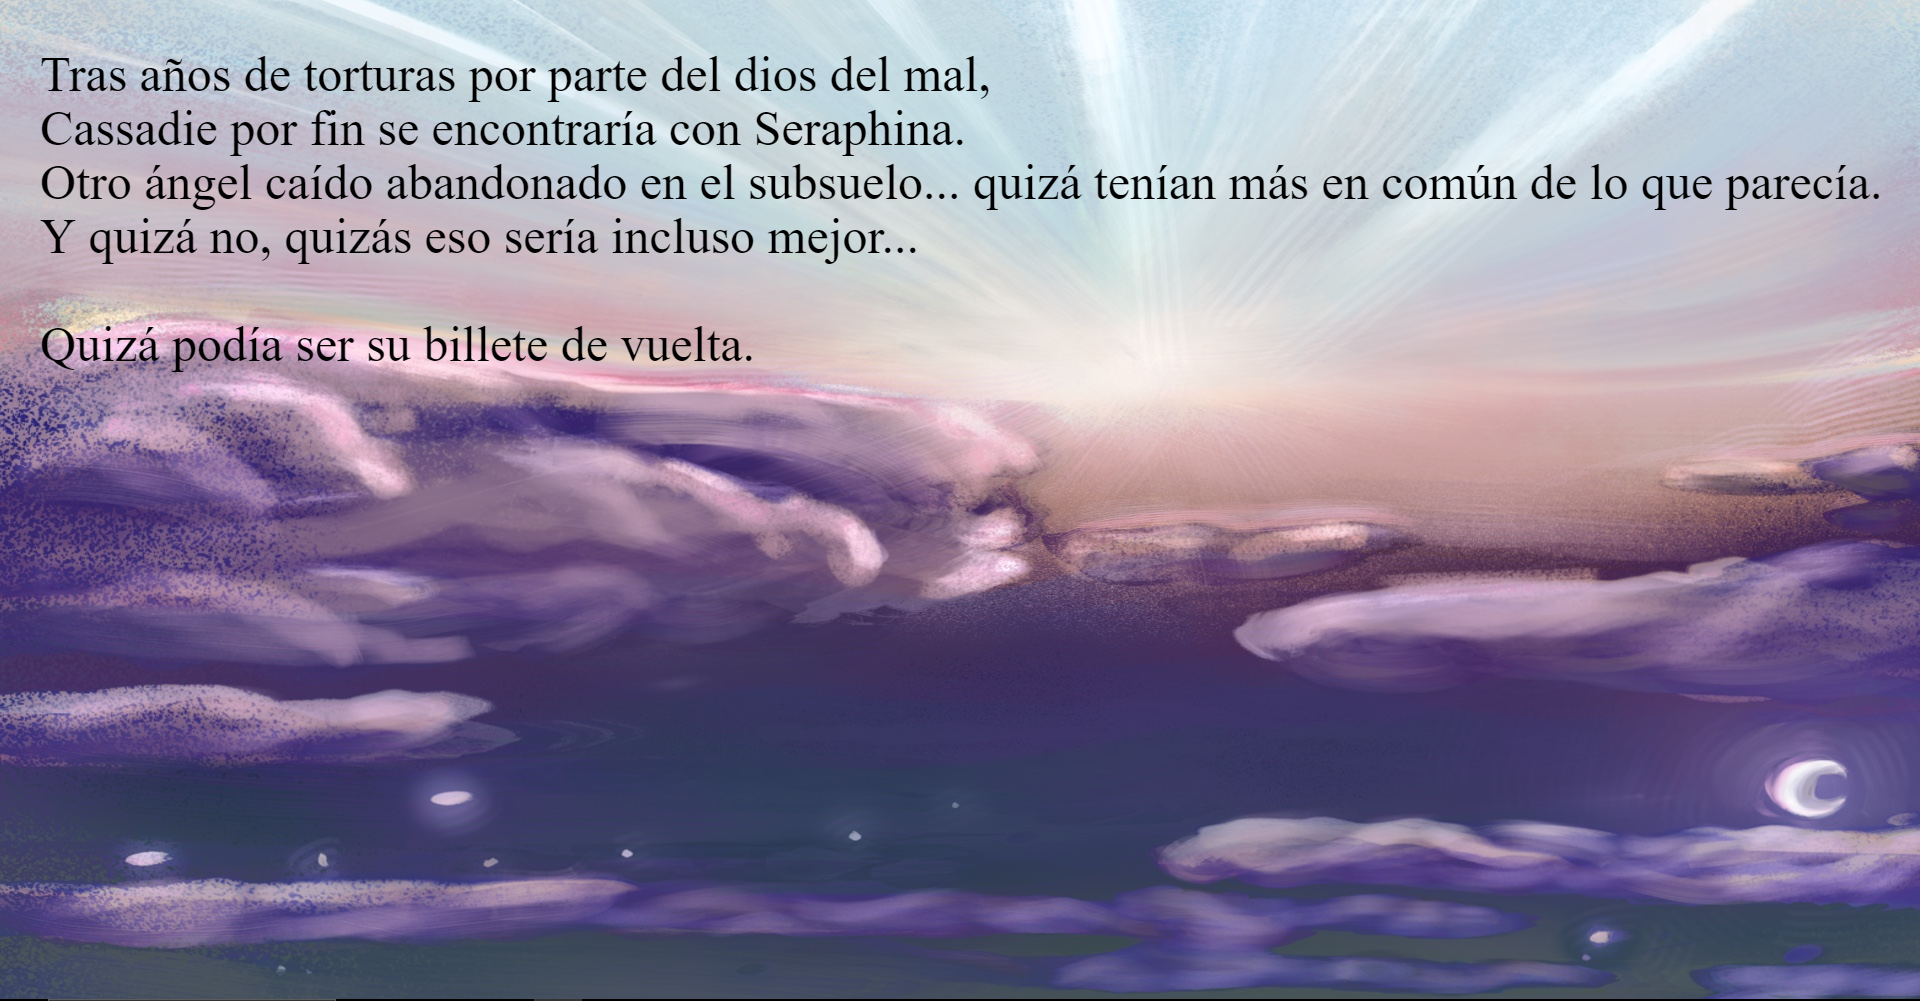 Tras años de torturas por parte del dios del mal,
Cassadie por fin se encontraría con Seraphina.
Otro ángel caído abandonado en el subsuelo... quizá tenían más en común de lo que parecía.
Y quizá no, quizás eso sería incluso mejor...
Quizá podía ser su billete de vuelta.